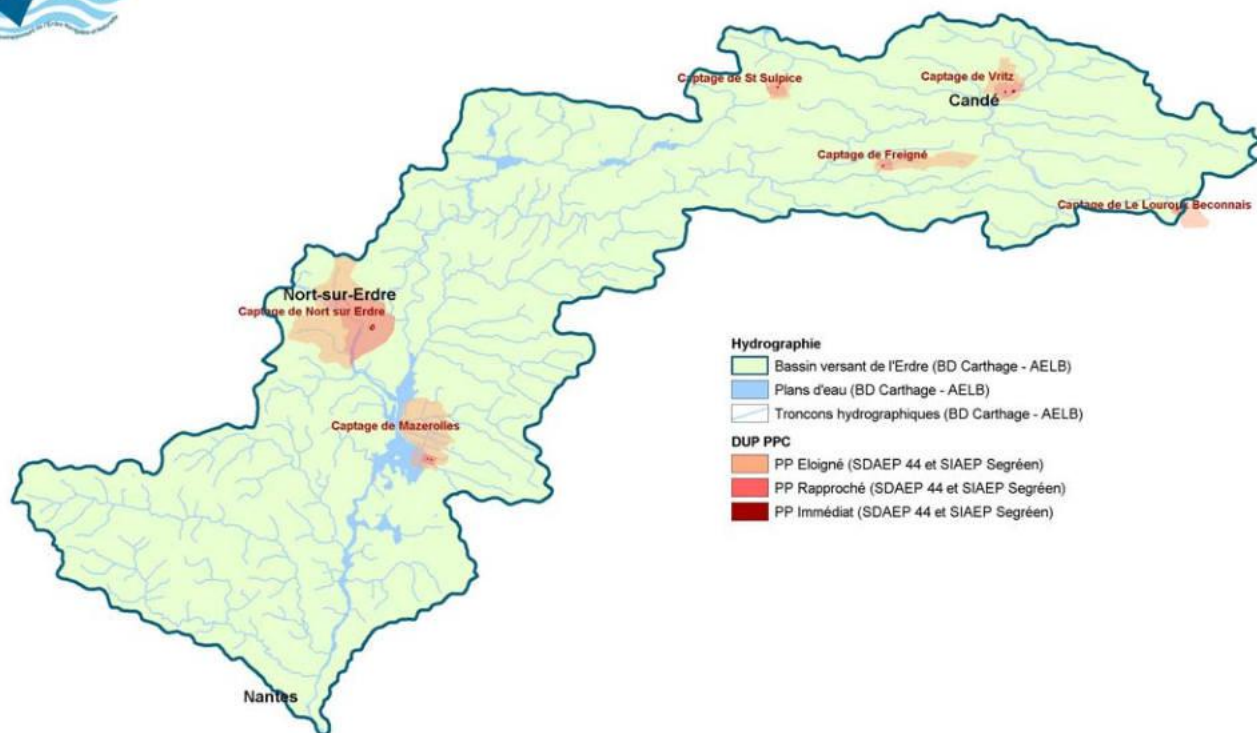 Captage de St Sulpice
Captage de Vritz
Candé
Captage de Freigné
Captage de Le Louroux Beconnais
Nort-sur-Erdre
Captage de Nort sur Erdre
Captage de Mazerolles
Nantes
Hydrographie
Bassin versant de l'Erdre (BD Carthage - AELB)
Plans d'eau (BD Carthage - AELB)
Troncons hydrographiques (BD Carthage - AELB)
DUP PPC
PP Eloigné (SDAEP 44 et SIAEP Segréen)
PP Rapproché (SDAEP 44 et SIAEP Segréen)
PP Immédiat (SDAEP 44 et SIAEP Segréen)